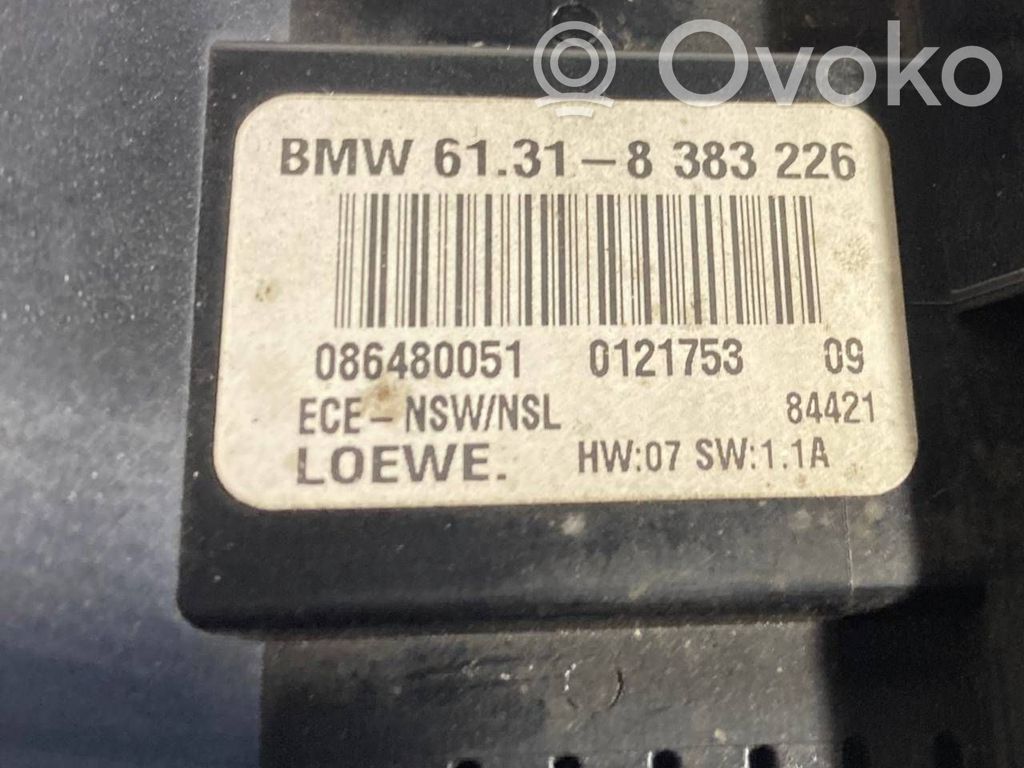 Ovoko
BMW 61.31-8 383 226
086480051 0121753 09
ECE-NSW/NSL 84421
LOEWE. HW:07 SW:1.1A